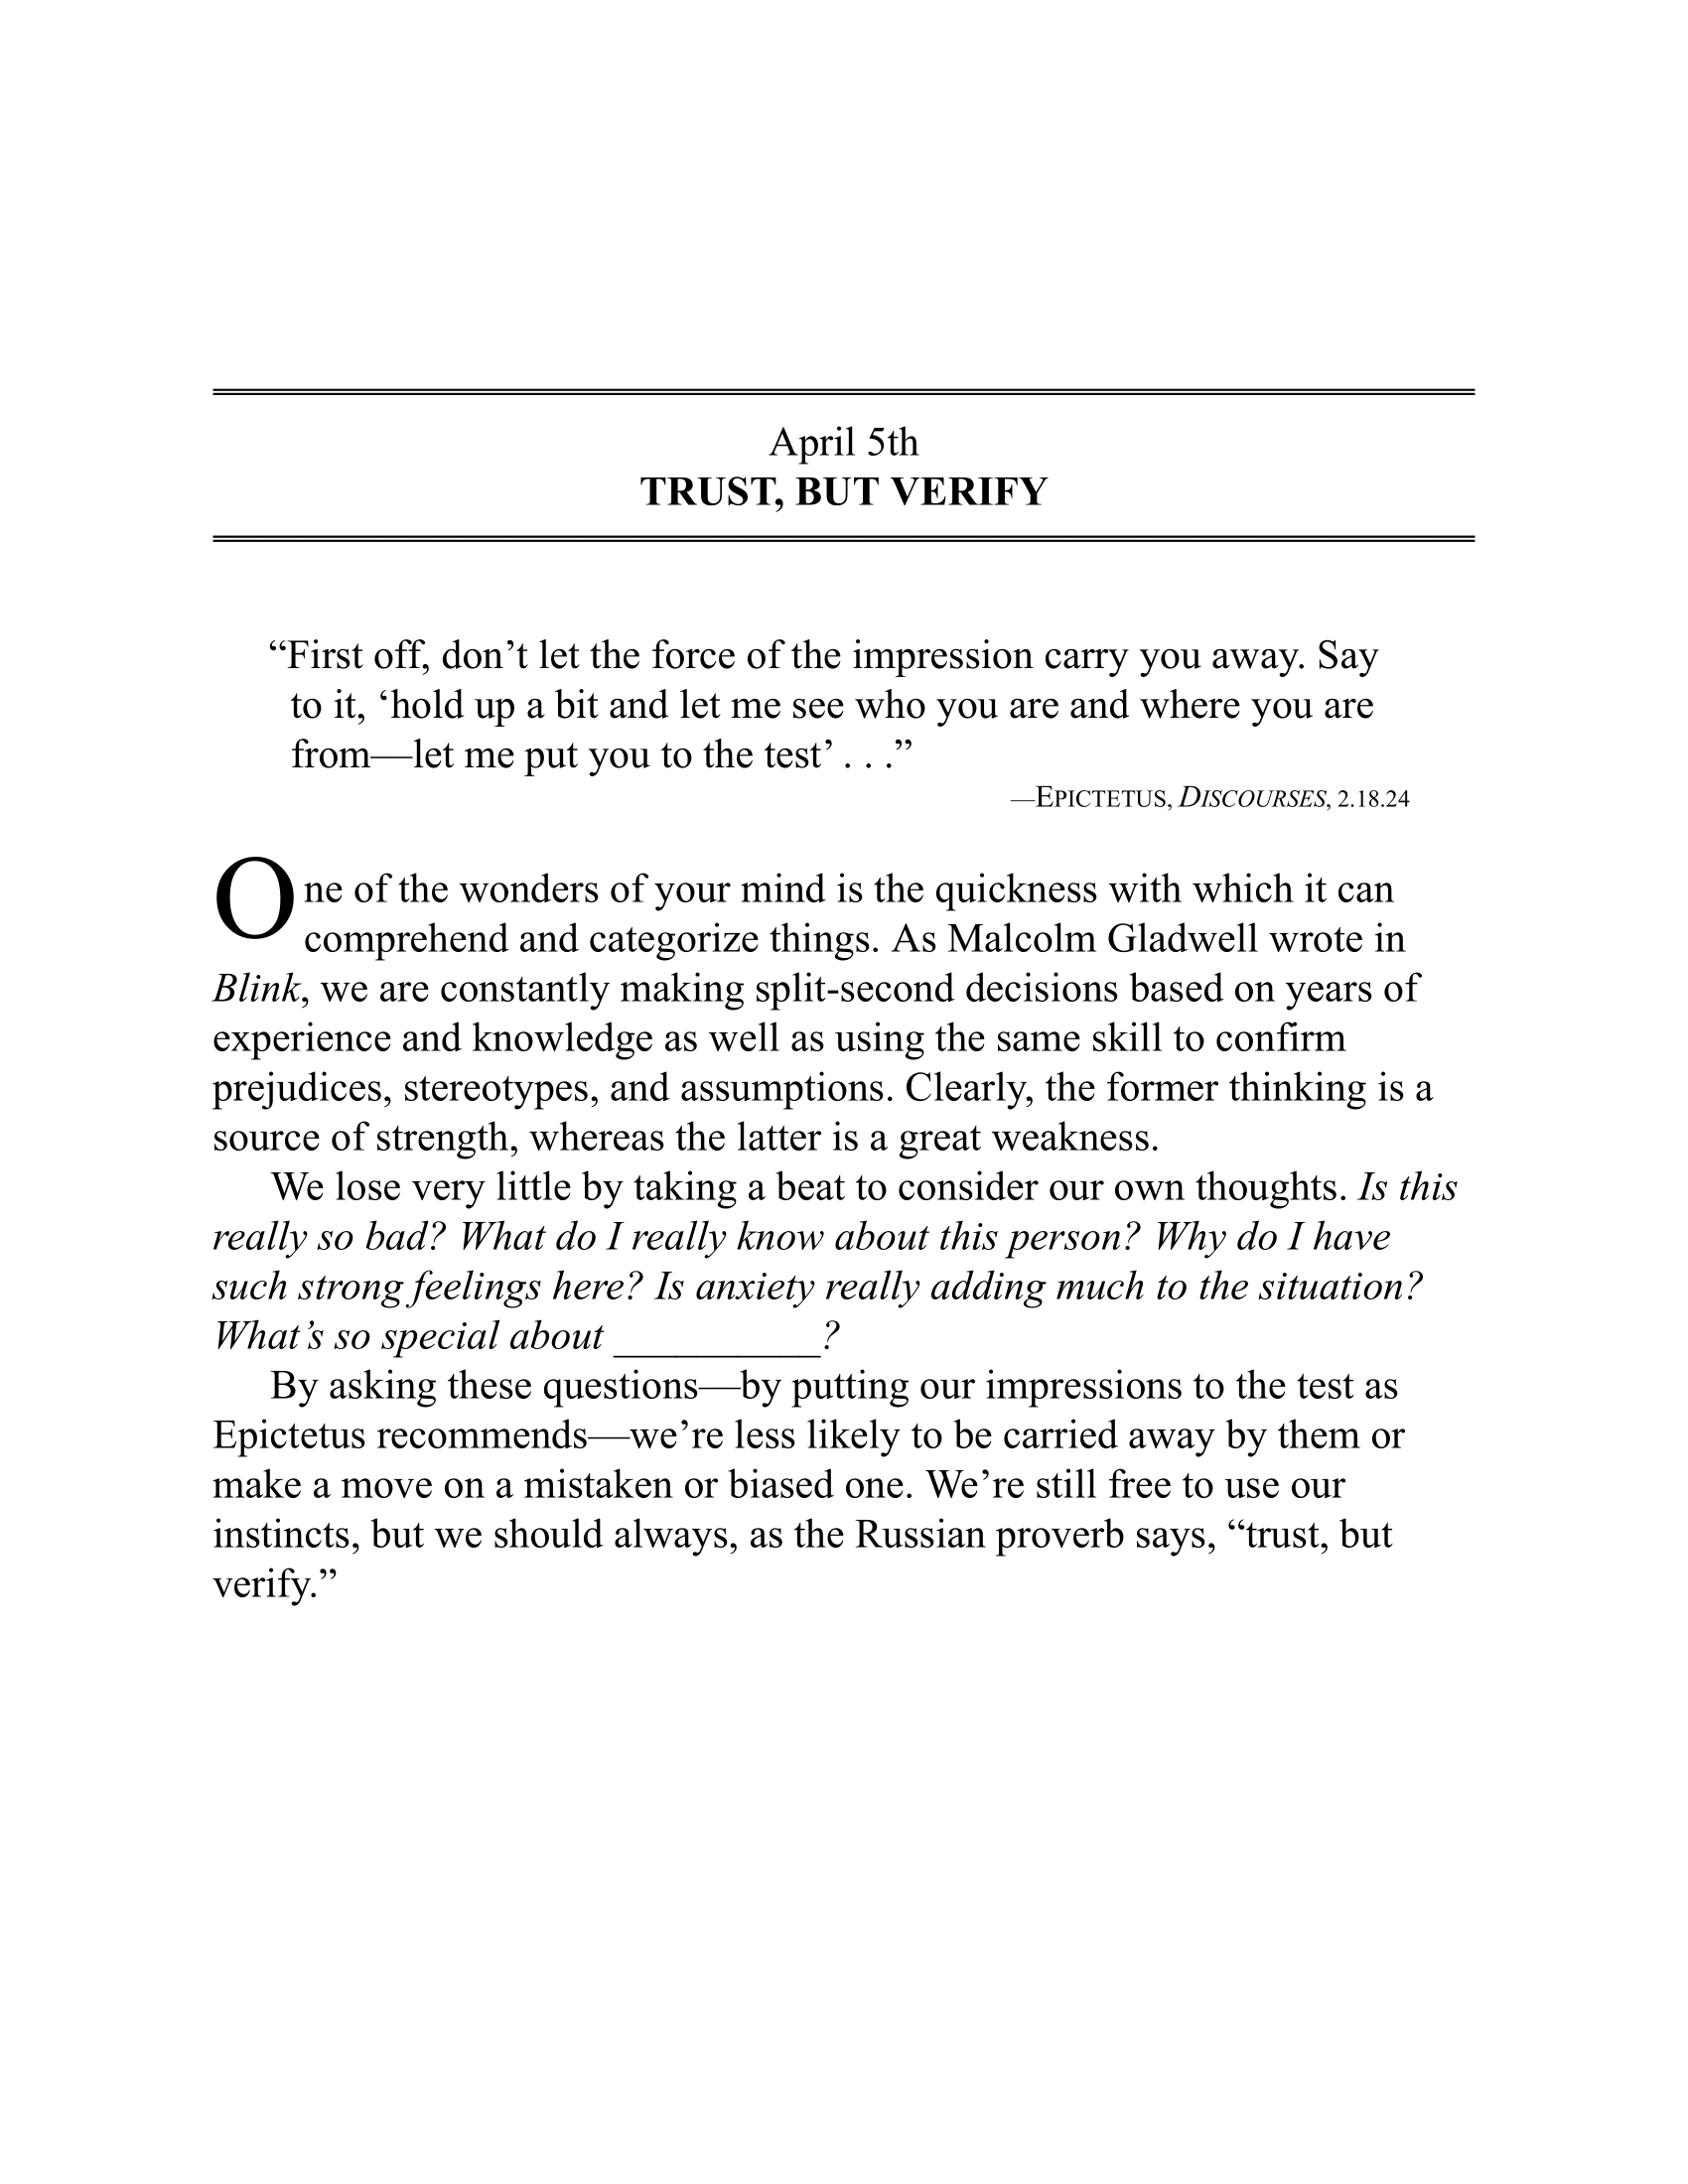 April 5th
TRUST, BUT VERIFY
“First off, don’t let the force of the impression carry you away. Say
to it, ‘hold up a bit and let me see who you are and where you are
from—let me put you to the test’ . . .”
—EPICTETUS, DISCOURSES, 2.18.24
One of the wonders of your mind is the quickness with which it can
comprehend and categorize things. As Malcolm Gladwell wrote in
Blink, we are constantly making split-second decisions based on years of
experience and knowledge as well as using the same skill to confirm
prejudices, stereotypes, and assumptions. Clearly, the former thinking is a
source of strength, whereas the latter is a great weakness.
We lose very little by taking a beat to consider our own thoughts. Is this
really so bad? What do I really know about this person? Why do I have
such strong feelings here? Is anxiety really adding much to the situation?
What’s so special about __________?
By asking these questions—by putting our impressions to the test as
Epictetus recommends—we’re less likely to be carried away by them or
make a move on a mistaken or biased one. We’re still free to use our
instincts, but we should always, as the Russian proverb says, “trust, but
verify.”